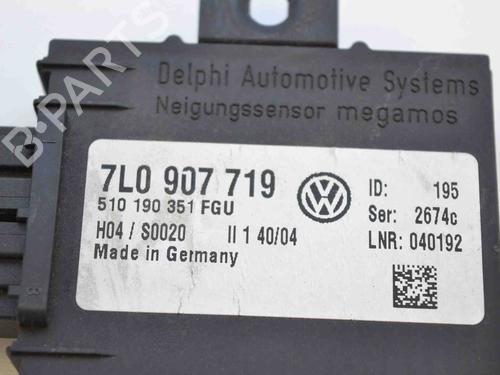 Delphi Automotive Systems
Neigungssensor megamos
7L0 907 719
510 190 351 FGU
H04 / S0020 II 1 40/04
Made in Germany
ID: 195
Ser: 2674c
LNR: 040192
B-PARTS